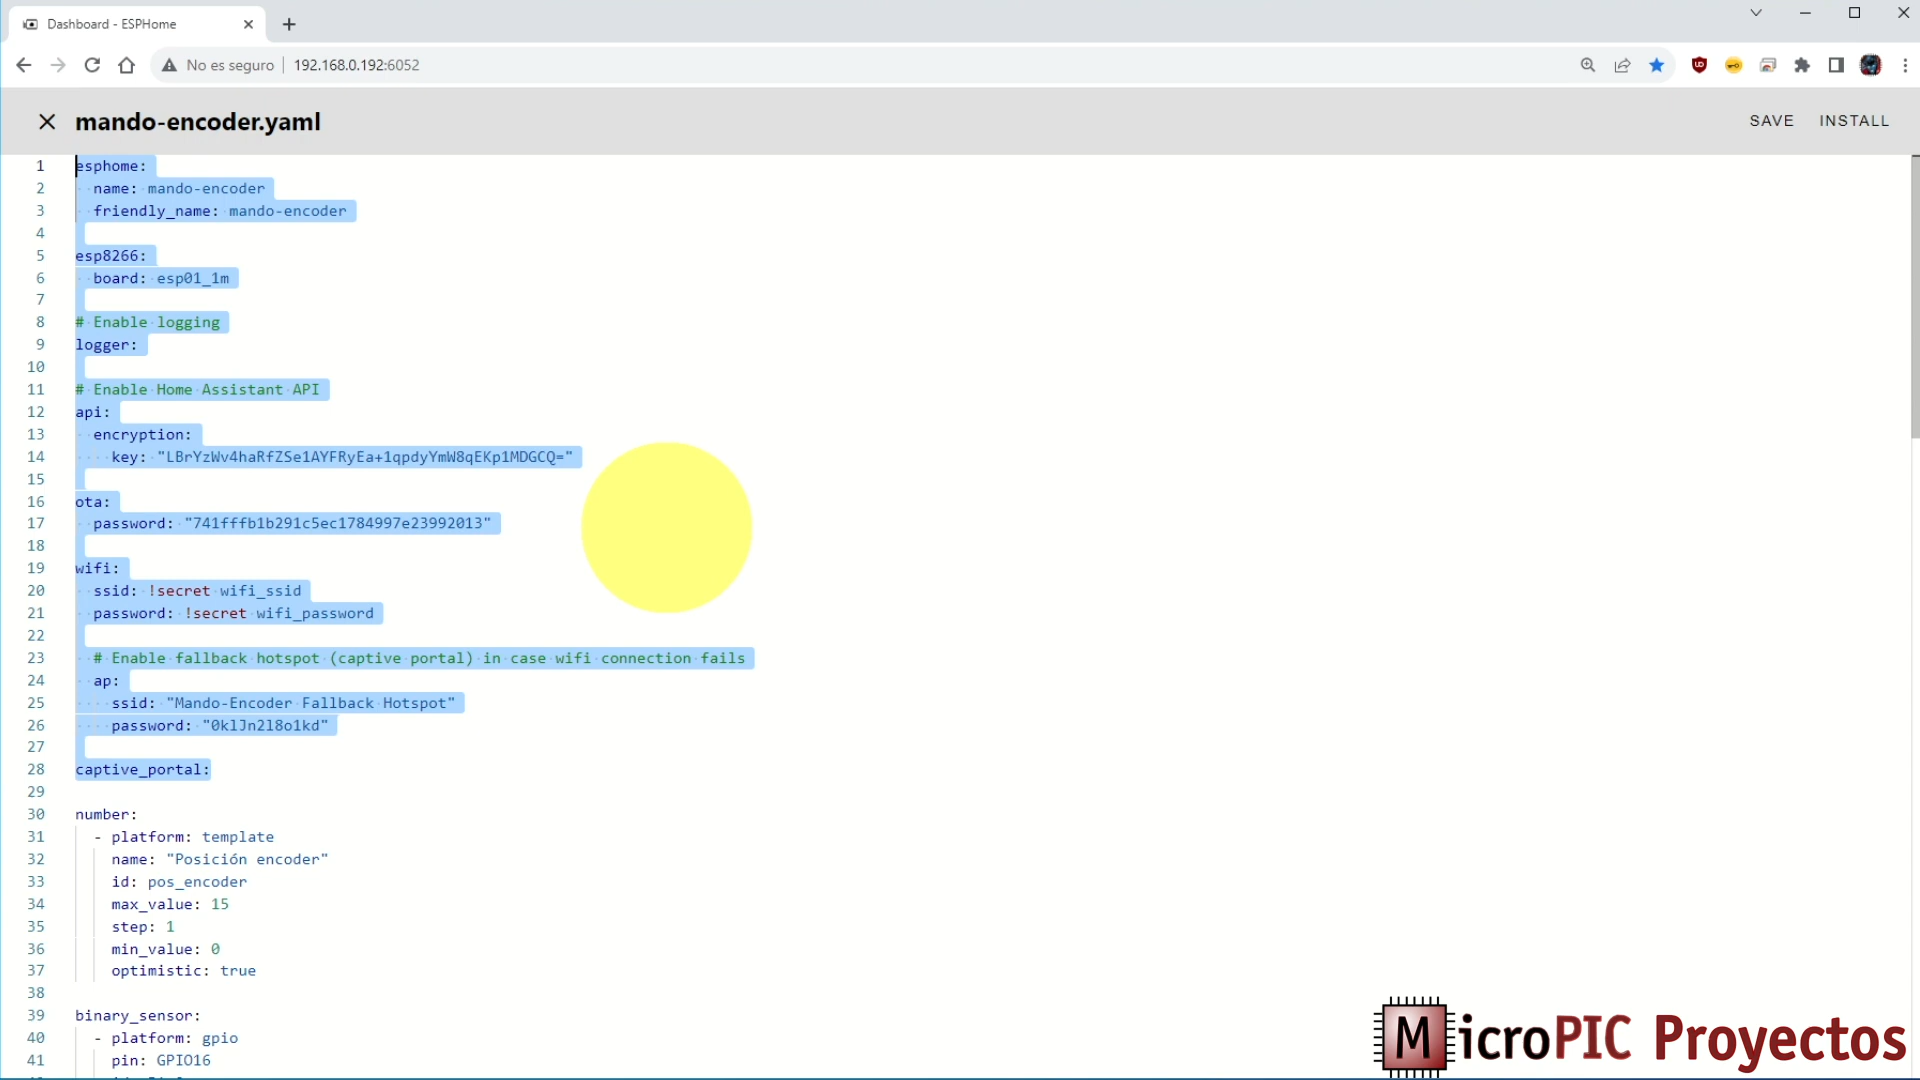 Dashboard - ESPHome
No es seguro
192.168.0.192:6052
mando-encoder.yaml
SAVE
INSTALL
1 esphome:
2 name: mando-encoder
3 friendly_name: mando-encoder
4
5 esp8266:
6 board: esp01_1m
7
8 # Enable logging
9 logger:
10
11 # Enable Home Assistant API
12 api:
13 encryption:
14 key: "LBrYzWv4haRfZSe1AYFRyEa+1qpdyYmW8qEKp1MDGCQ="
15
16 ota:
17 password: "741fffb1b291c5ec1784997e23992013"
18
19 wifi:
20 ssid: !secret wifi_ssid
21 password: !secret wifi_password
22
23 # Enable fallback hotspot (captive portal) in case wifi connection fails
24 ap:
25 ssid: "Mando-Encoder Fallback Hotspot"
26 password: "0klJn2l8o1kd"
27
28 captive_portal:
29
30 number:
31 - platform: template
32 name: "Posición encoder"
33 id: pos_encoder
34 max_value: 15
35 step: 1
36 min_value: 0
37 optimistic: true
38
39 binary_sensor:
40 - platform: gpio
41 pin: GPIO16
MicroPIC Proyectos